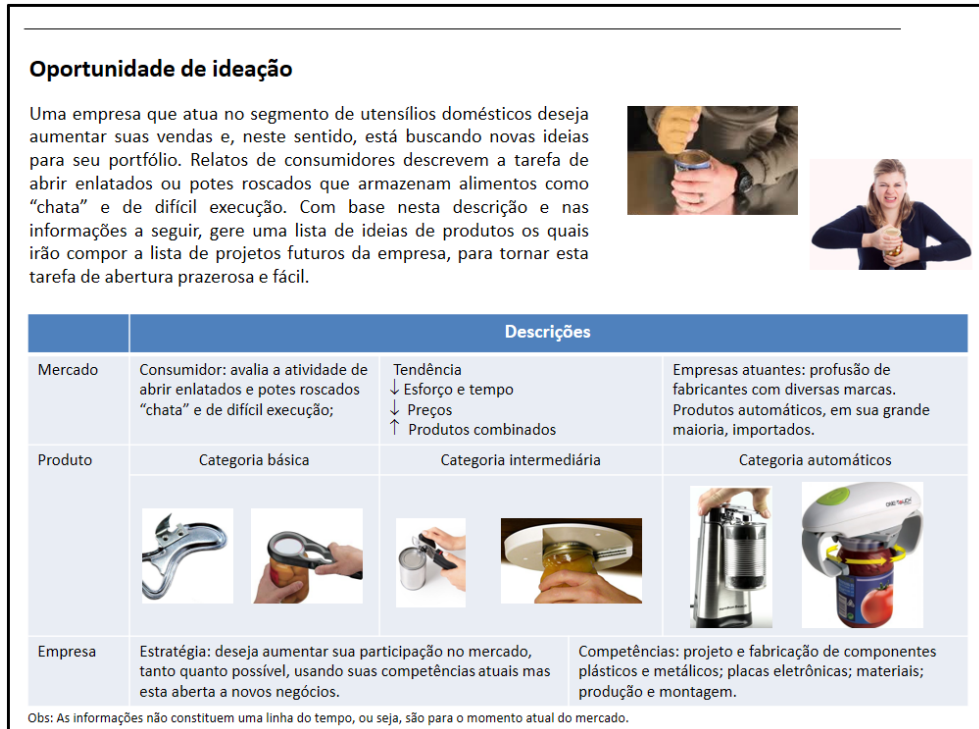 Oportunidade de ideação
Uma empresa que atua no segmento de utensílios domésticos deseja
aumentar suas vendas e, neste sentido, está buscando novas ideias
para seu portfólio. Relatos de consumidores descrevem a tarefa de
abrir enlatados ou potes roscados que armazenam alimentos como
“chata” e de difícil execução. Com base nesta descrição e nas
informações a seguir, gere uma lista de ideias de produtos os quais
irão compor a lista de projetos futuros da empresa, para tornar esta
tarefa de abertura prazerosa e fácil.
Descrições
Mercado
Consumidor: avalia a atividade de
abrir enlatados e potes roscados
“chata” e de difícil execução;
Tendência
↓ Esforço e tempo
↓ Preços
↑ Produtos combinados
Empresas atuantes: profusão de
fabricantes com diversas marcas.
Produtos automáticos, em sua grande
maioria, importados.
Produto
Categoria básica
Categoria intermediária
Categoria automáticos
ONE TOUCH
Empresa
Estratégia: deseja aumentar sua participação no mercado,
tanto quanto possível, usando suas competências atuais mas
esta aberta a novos negócios.
Competências: projeto e fabricação de componentes
plásticos e metálicos; placas eletrônicas; materiais;
produção e montagem.
Obs: As informações não constituem uma linha do tempo, ou seja, são para o momento atual do mercado.